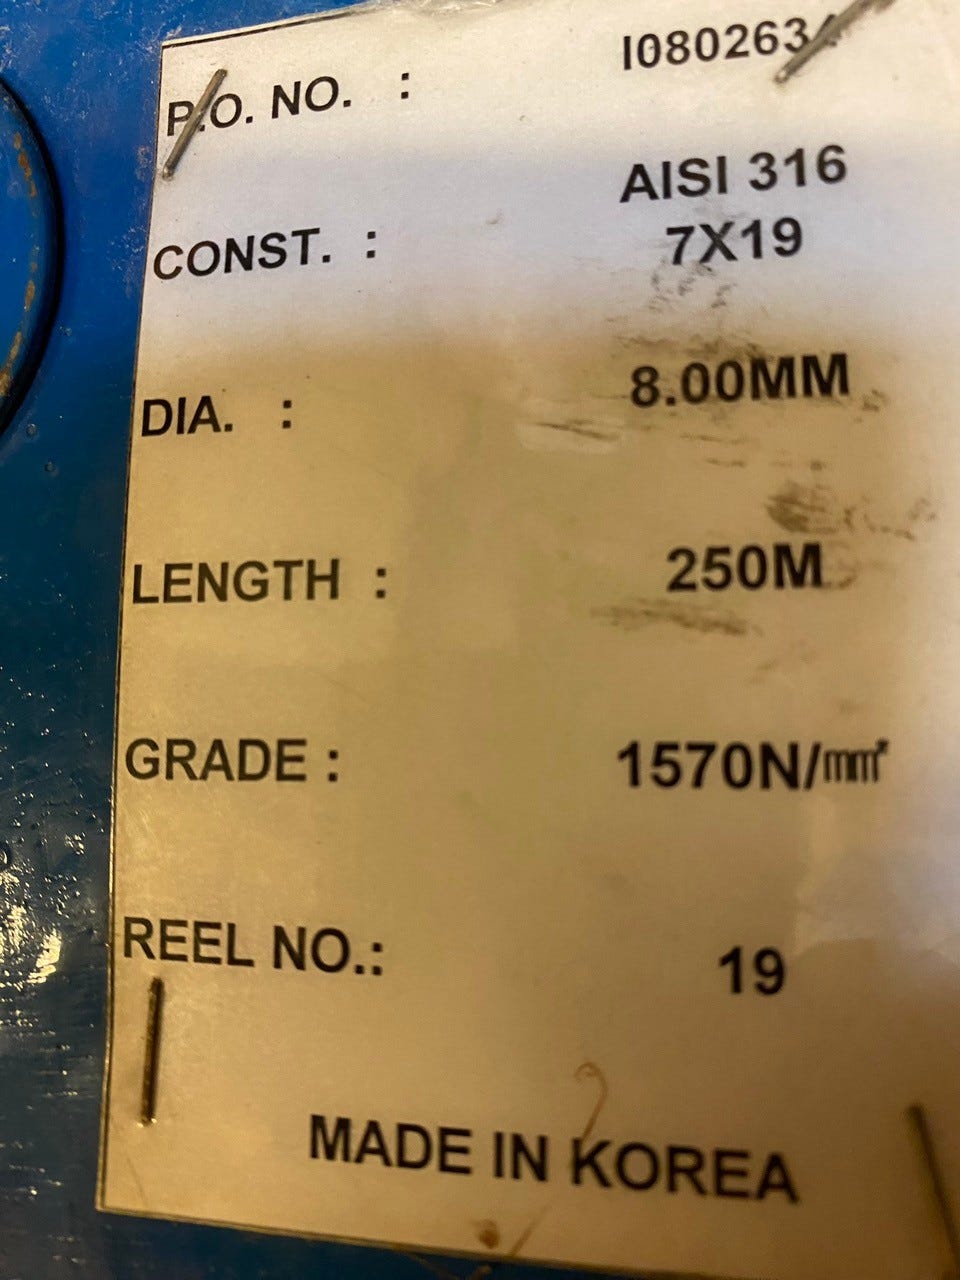 P.O. NO. : I0802634
CONST. : AISI 316
7X19
DIA. : 8.00MM
LENGTH : 250M
GRADE : 1570N/㎟
REEL NO.: 19
MADE IN KOREA